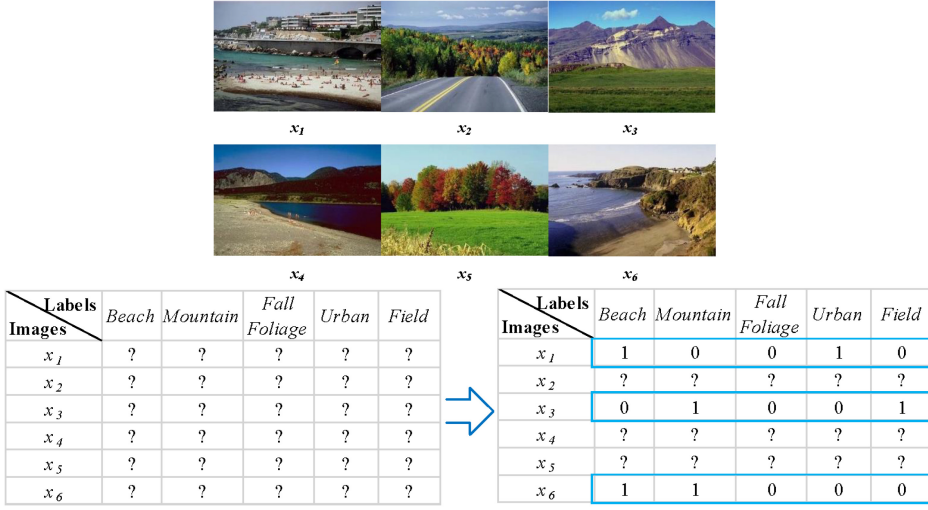 x1 x2 x3
x4 x5 x6
Labels
Images
Beach Mountain Fall Foliage Urban Field
x1 ? ? ? ? ?
x2 ? ? ? ? ?
x3 ? ? ? ? ?
x4 ? ? ? ? ?
x5 ? ? ? ? ?
x6 ? ? ? ? ?
Labels
Images
Beach Mountain Fall Foliage Urban Field
x1 1 0 0 1 0
x2 ? ? ? ? ?
x3 0 1 0 0 1
x4 ? ? ? ? ?
x5 ? ? ? ? ?
x6 1 1 0 0 0